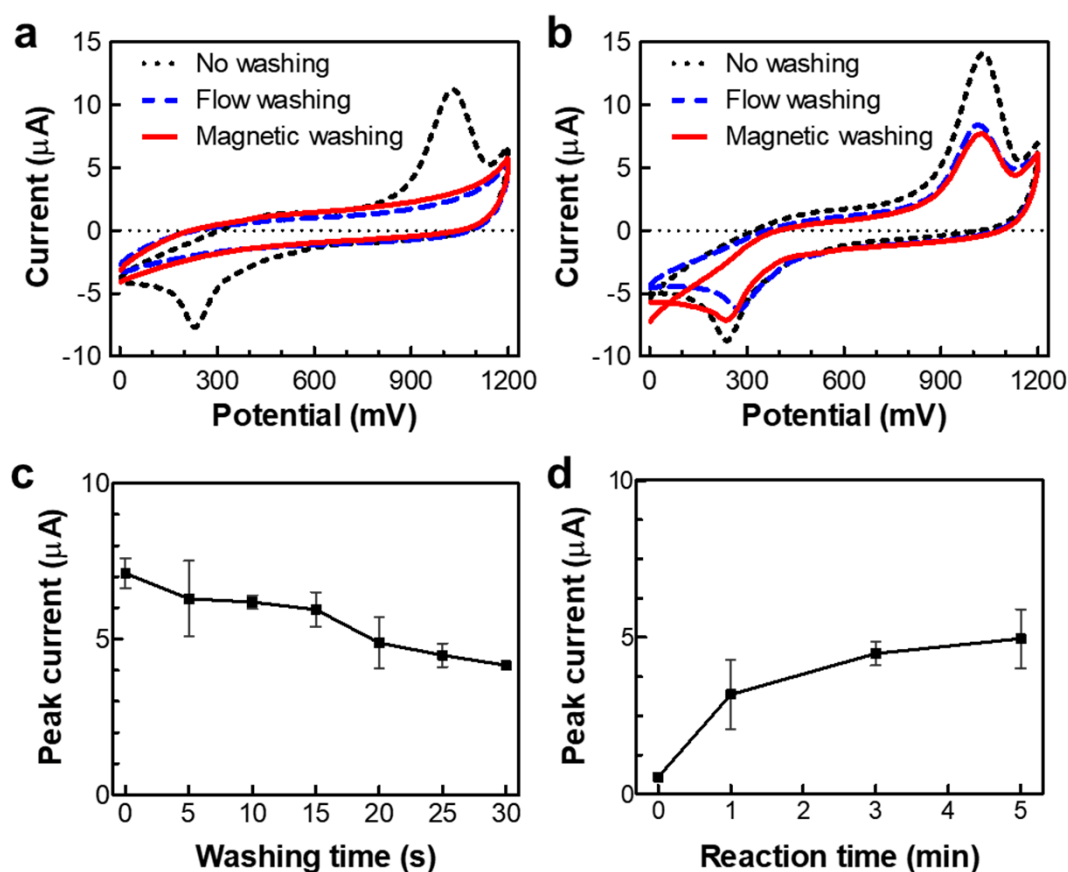 a
15
10
5
0
-5
-10
Current (μA)
No washing
Flow washing
Magnetic washing
0 300 600 900 1200
Potential (mV)
b
15
10
5
0
-5
-10
Current (μA)
No washing
Flow washing
Magnetic washing
0 300 600 900 1200
Potential (mV)
c
10
5
0
Peak current (μA)
0 5 10 15 20 25 30
Washing time (s)
d
10
5
0
Peak current (μA)
0 1 2 3 4 5
Reaction time (min)